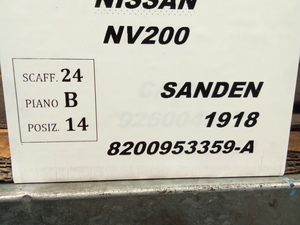 NISSAN
NV200
SCAFF. 24
PIANO B
POSIZ. 14
SANDEN
1918
8200953359-A